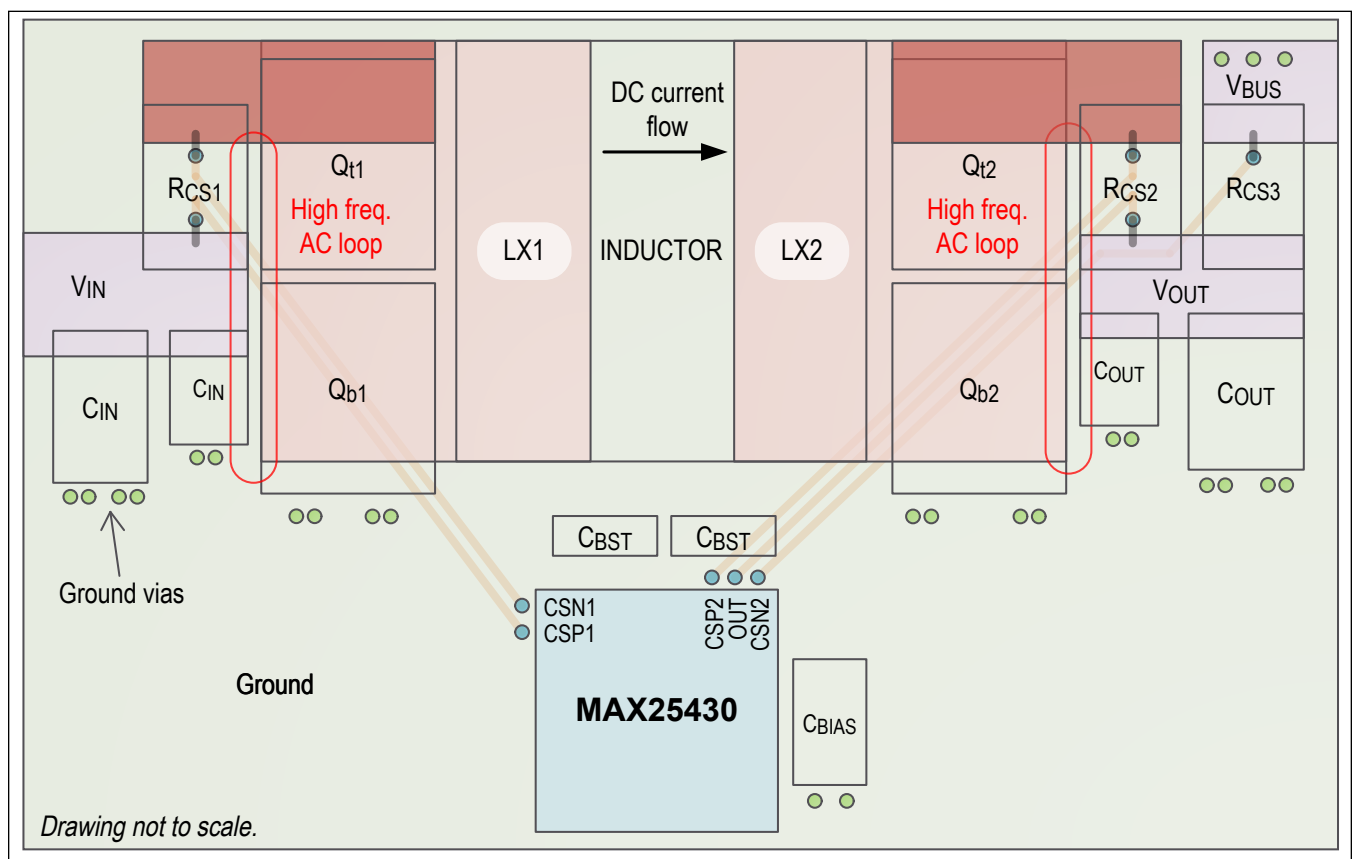 DC current
flow
VBUS
Qt1
Qt2
RCS1
RCS2
RCS3
High freq.
AC loop
High freq.
AC loop
LX1
INDUCTOR
LX2
VIN
VOUT
CIN
CIN
Qb1
Qb2
COUT
COUT
CBST
CBST
Ground vias
CSN1
CSP1
CSP2
OUT
CSN2
Ground
MAX25430
CBIAS
Drawing not to scale.